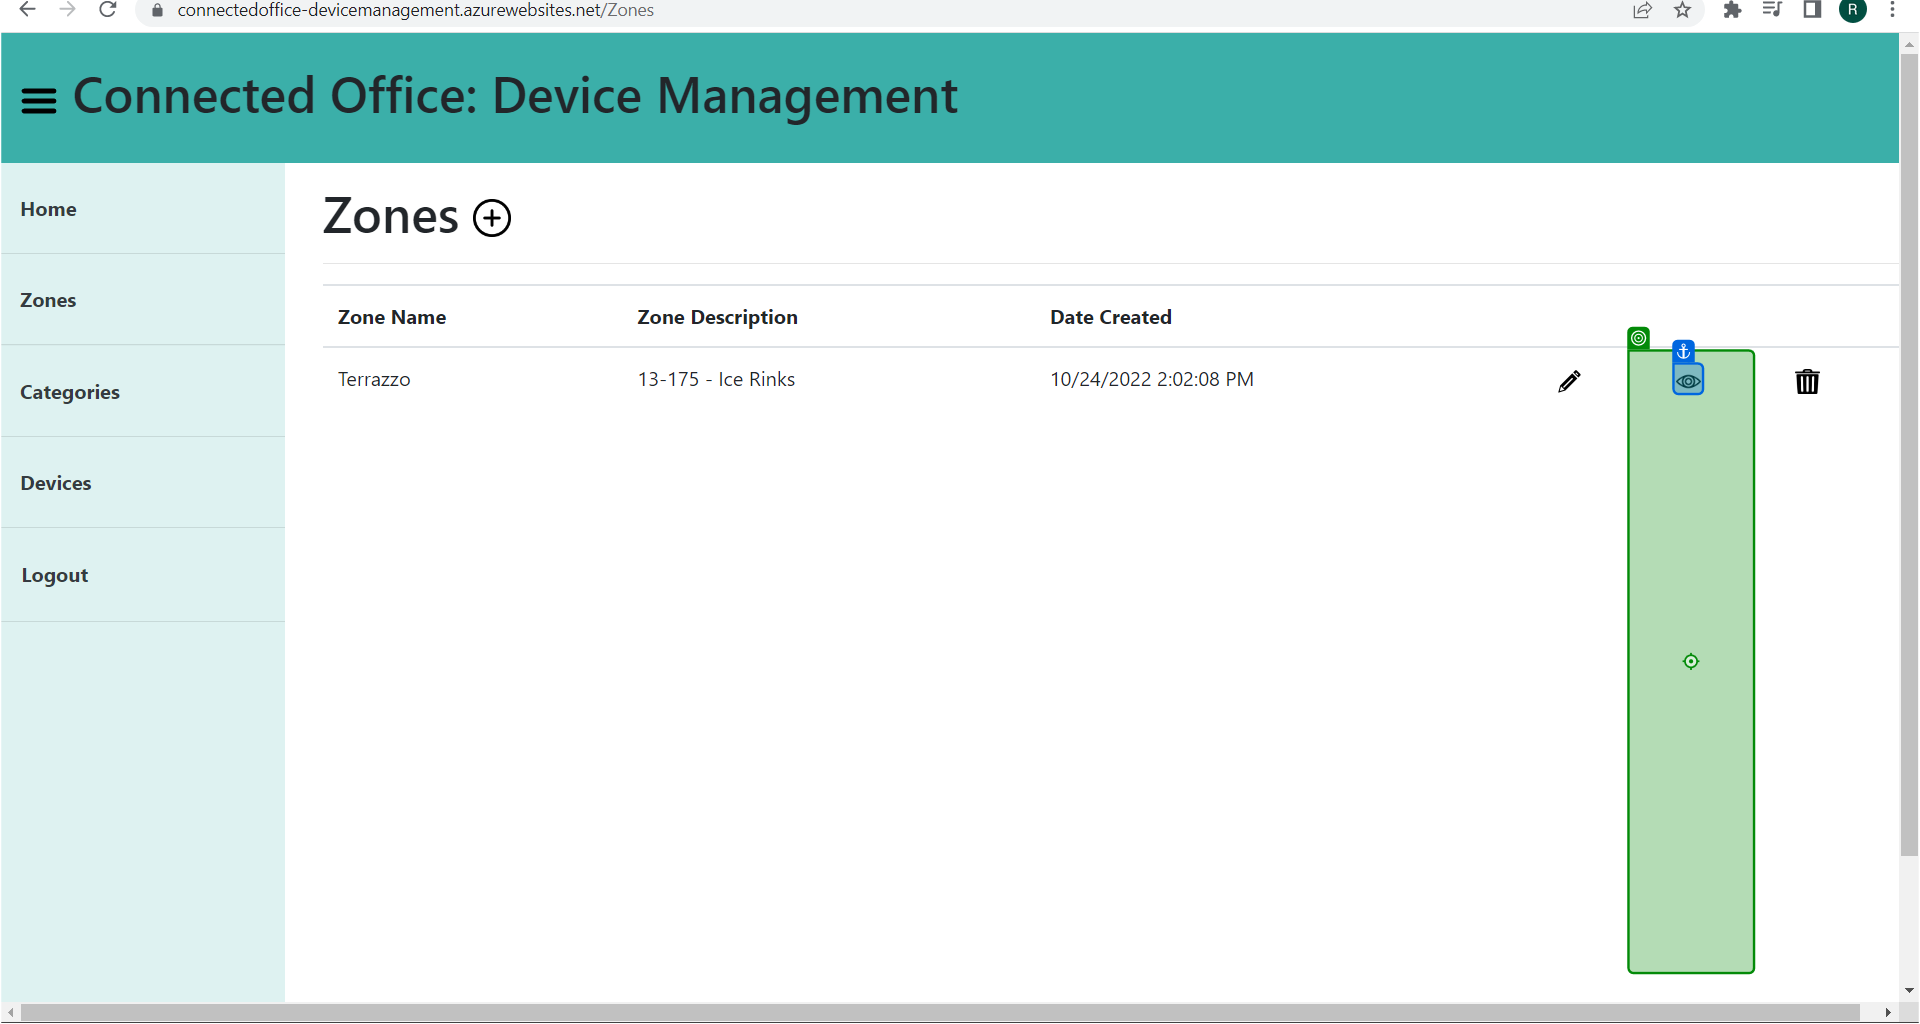 connectedoffice-devicemanagement.azurewebsites.net/Zones
R
Connected Office: Device Management
Home
Zones
Categories
Devices
Logout
Zones
Zone Name Zone Description Date Created
Terrazzo 13-175 - Ice Rinks 10/24/2022 2:02:08 PM